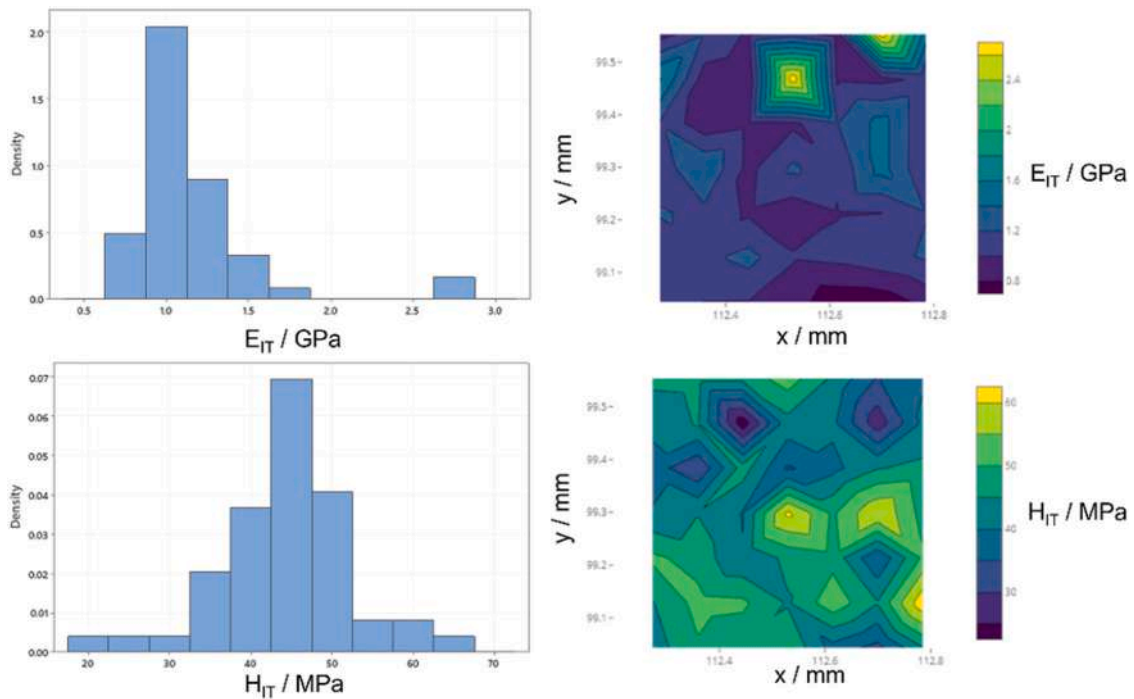 2.0
1.5
1.0
0.5
0.0
Density
0.5 1.0 1.5 2.0 2.5 3.0
E_IT / GPa
99.5
99.4
99.3
99.2
99.1
y / mm
112.4 112.6 112.8
x / mm
2.4
2
1.6
1.2
0.8
E_IT / GPa
0.07
0.06
0.05
0.04
0.03
0.02
0.01
0.00
Density
20 30 40 50 60 70
H_IT / MPa
99.5
99.4
99.3
99.2
99.1
y / mm
112.4 112.6 112.8
x / mm
60
50
40
30
H_IT / MPa